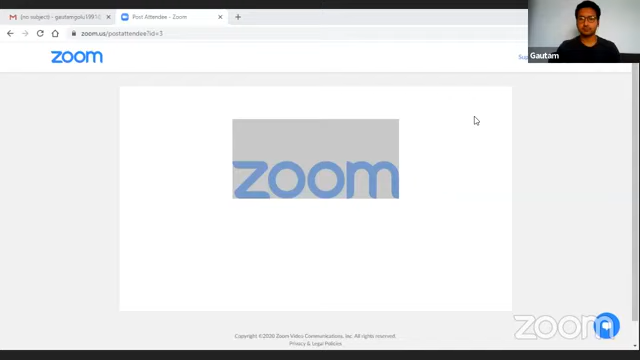 (no subject) - gautamgolu1991@
Post Attendee - Zoom
zoom.us/postattendee?id=3
Gautam
zoom
zoom
Copyright ©2020 Zoom Video Communications, Inc. All rights reserved.
Privacy & Legal Policies
zoom